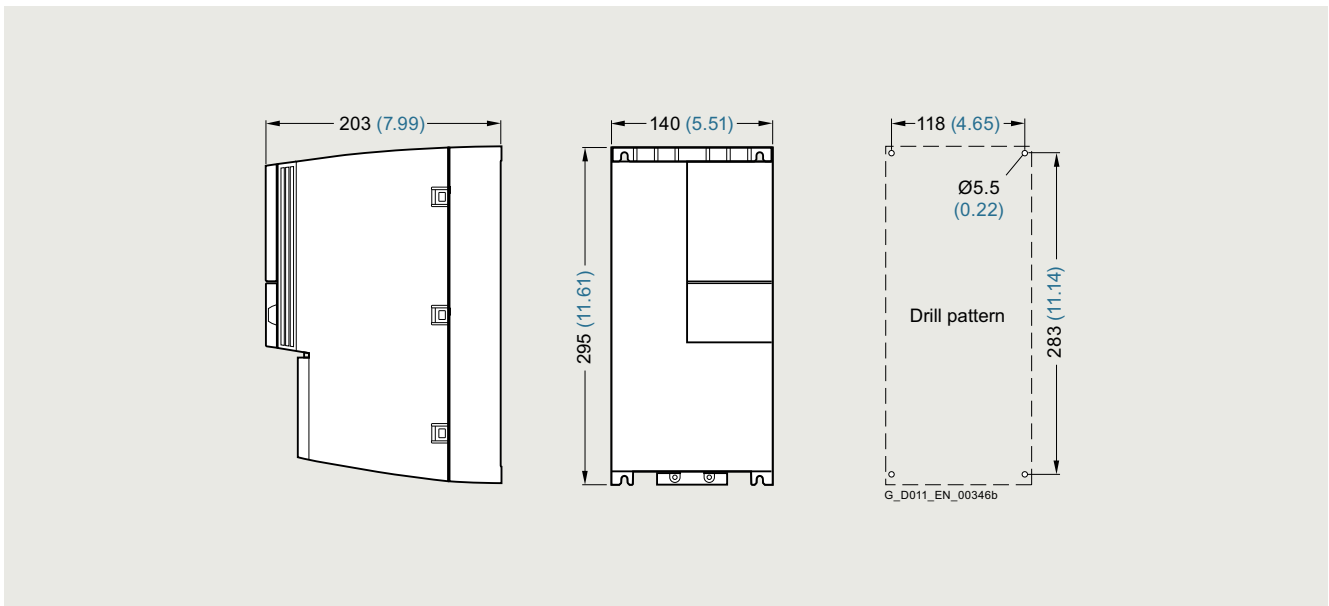 203 (7.99)
140 (5.51)
118 (4.65)
Ø5.5
(0.22)
295 (11.61)
283 (11.14)
Drill pattern
G_D011_EN_00346b